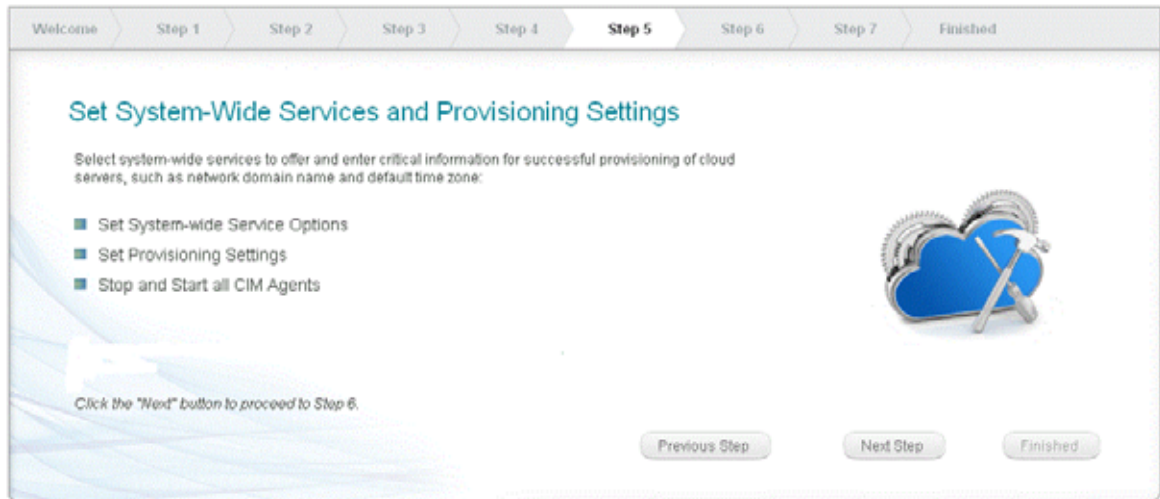 Welcome Step 1 Step 2 Step 3 Step 4 Step 5 Step 6 Step 7 Finished
Set System-Wide Services and Provisioning Settings
Select system-wide services to offer and enter critical information for successful provisioning of cloud
servers, such as network domain name and default time zone:
Set System-wide Service Options
Set Provisioning Settings
Stop and Start all CIM Agents
Click the "Next" button to proceed to Step 6.
Previous Step Next Step Finished